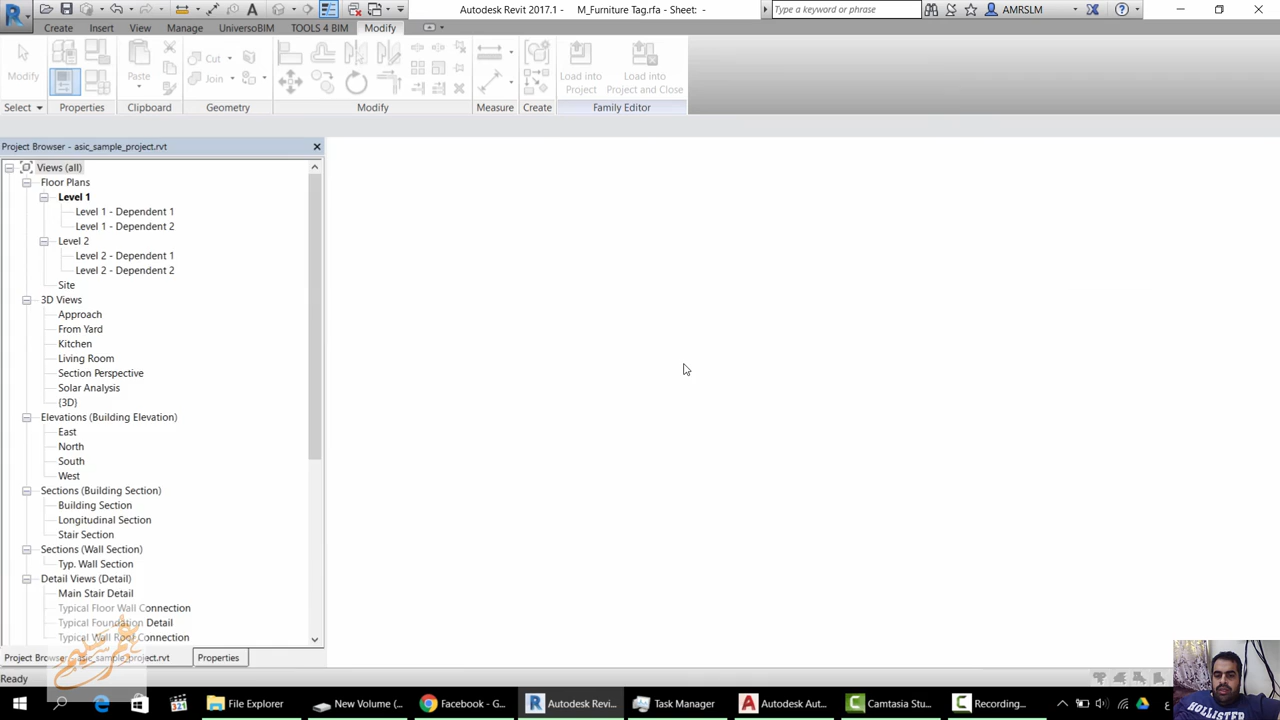 Autodesk Revit 2017.1 - M_Furniture Tag.rfa - Sheet: -
Type a keyword or phrase
AMRSLM
Create Insert View Manage UniversoBIM TOOLS 4 BIM Modify
Modify
Paste
Cut
Join
Load into Project
Load into Project and Close
Select Properties Clipboard Geometry Modify Measure Create Family Editor
Project Browser - asic_sample_project.rvt
Views (all)
Floor Plans
Level 1
Level 1 - Dependent 1
Level 1 - Dependent 2
Level 2
Level 2 - Dependent 1
Level 2 - Dependent 2
Site
3D Views
Approach
From Yard
Kitchen
Living Room
Section Perspective
Solar Analysis
{3D}
Elevations (Building Elevation)
East
North
South
West
Sections (Building Section)
Building Section
Longitudinal Section
Stair Section
Sections (Wall Section)
Typ. Wall Section
Detail Views (Detail)
Main Stair Detail
Typical Floor Wall Connection
Typical Foundation Detail
Typical Wall Roof Connection
Project Browser - asic_sample_project.rvt Properties
Ready
File Explorer New Volume (... Facebook - G... Autodesk Revi... Task Manager Autodesk Aut... Camtasia Stu... Recording...
HOLLISTER